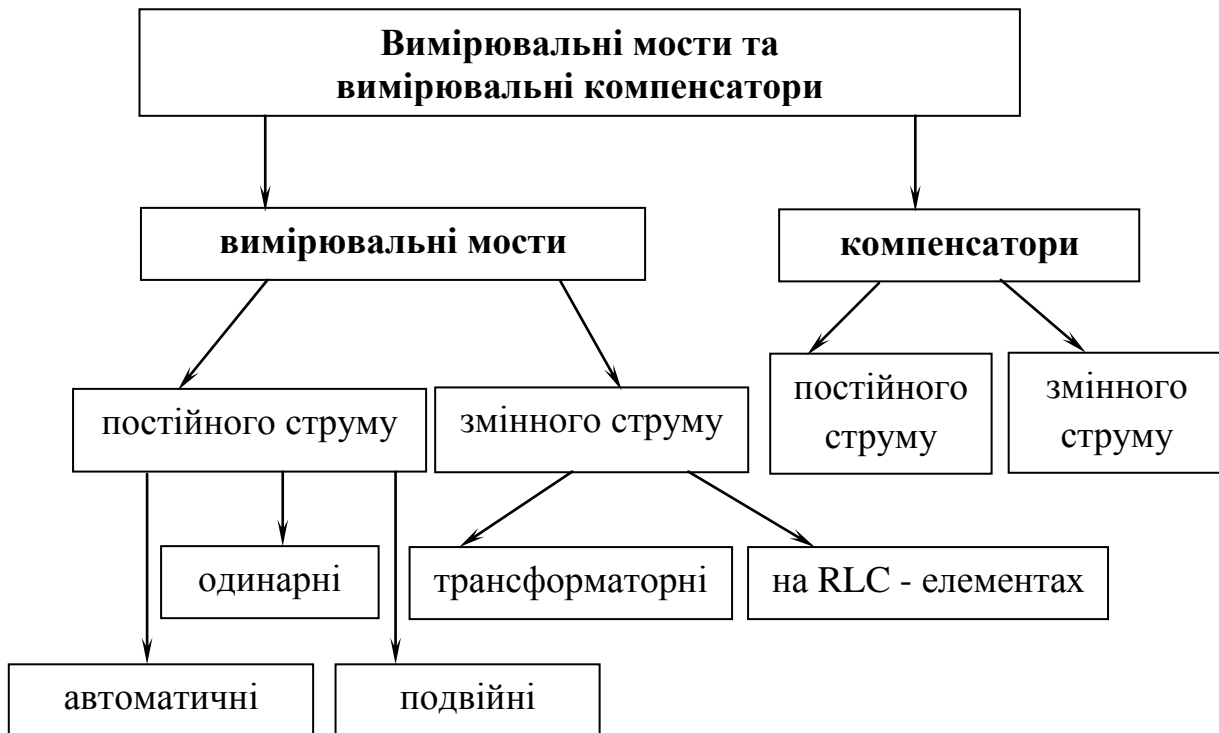 Вимірювальні мости та
вимірювальні компенсатори
вимірювальні мости
компенсатори
постійного струму
змінного струму
постійного
струму
змінного
струму
одинарні
трансформаторні
на RLC - елементах
автоматичні
подвійні